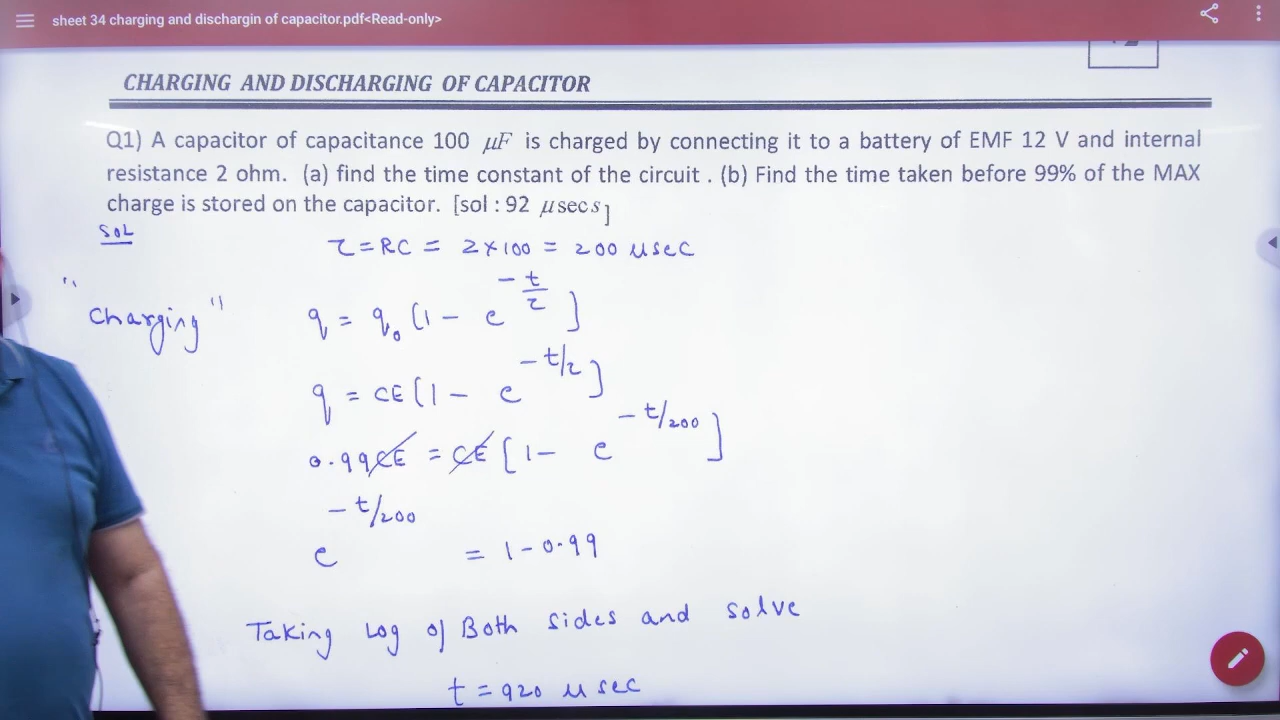 sheet 34 charging and dischargin of capacitor.pdf<Read-only>
CHARGING AND DISCHARGING OF CAPACITOR
Q1) A capacitor of capacitance 100 μF is charged by connecting it to a battery of EMF 12 V and internal
resistance 2 ohm. (a) find the time constant of the circuit . (b) Find the time taken before 99% of the MAX
charge is stored on the capacitor. [sol : 92 μsecs]
SOL
τ = RC = 2×100 = 200 μsec
"Charging" q = q₀ (1 - e^{-t/τ}]
q = CE [1 - e^{-t/τ}]
0.99CE = CE [1 - e^{-t/200}]
e^{-t/200} = 1 - 0.99
Taking Log of Both sides and solve
t = 920 μ sec